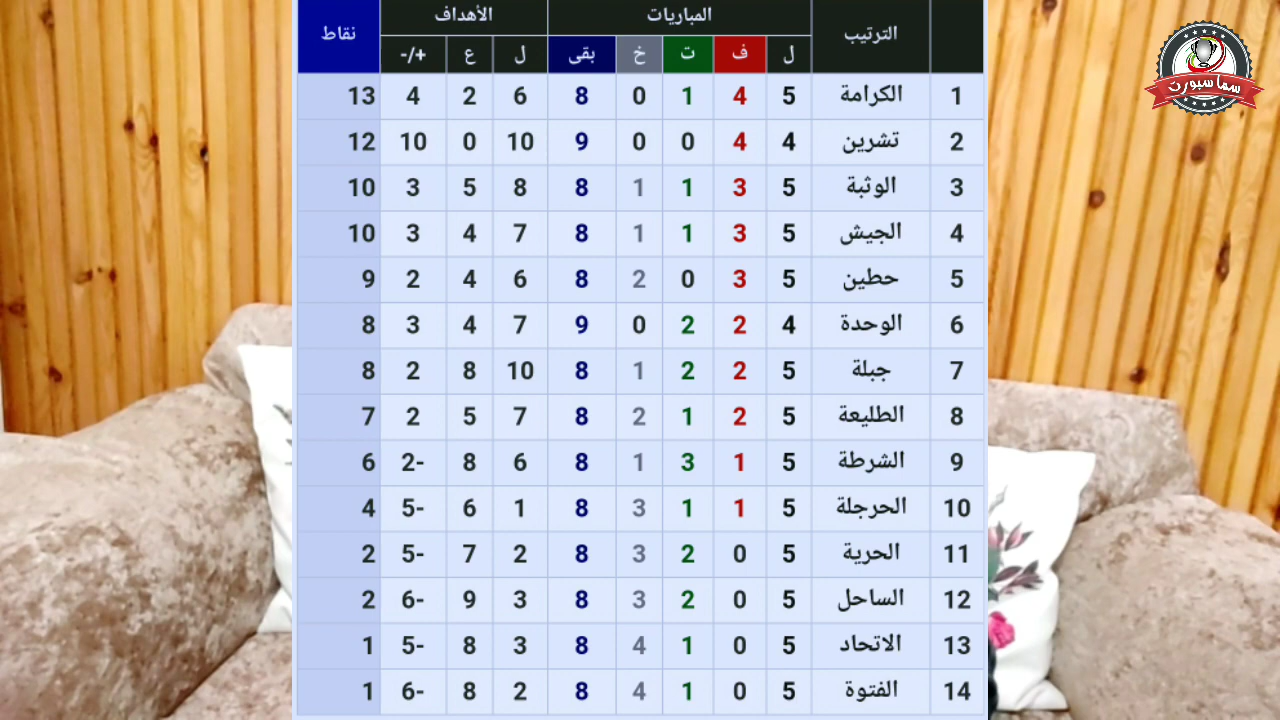 الترتيب المباريات الأهداف نقاط
ل ف ت خ بقى ل ع +/-
1 الكرامة 5 4 1 0 8 6 2 4 13
2 تشرين 4 4 0 0 9 10 0 10 12
3 الوثبة 5 3 1 1 8 8 5 3 10
4 الجيش 5 3 1 1 8 7 4 3 10
5 حطين 5 3 0 2 8 6 4 2 9
6 الوحدة 4 2 2 0 9 7 4 3 8
7 جبلة 5 2 2 1 8 10 8 2 8
8 الطليعة 5 2 1 2 8 7 5 2 7
9 الشرطة 5 1 3 1 8 6 8 -2 6
10 الحرجلة 5 1 1 3 8 1 6 -5 4
11 الحرية 5 0 2 3 8 2 7 -5 2
12 الساحل 5 0 2 3 8 3 9 -6 2
13 الاتحاد 5 0 1 4 8 3 8 -5 1
14 الفتوة 5 0 1 4 8 2 8 -6 1
سما سبورت